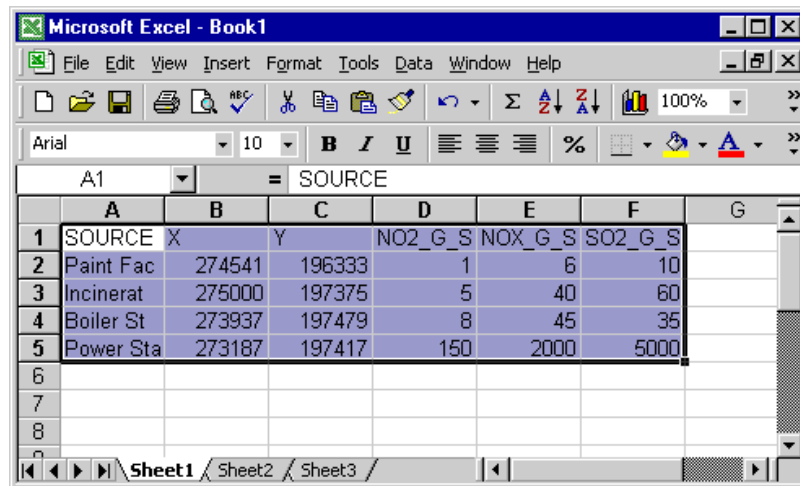 Microsoft Excel - Book1
File Edit View Insert Format Tools Data Window Help
ABC Σ A Z Z A 100% »
Arial 10 B I U % A »
A1 = SOURCE
A B C D E F G
1 SOURCE X Y NO2_G_S NOX_G_S SO2_G_S
2 Paint Fac 274541 196333 1 6 10
3 Incinerat 275000 197375 5 40 60
4 Boiler St 273937 197479 8 45 35
5 Power Sta 273187 197417 150 2000 5000
6
7
8
Sheet1 Sheet2 Sheet3